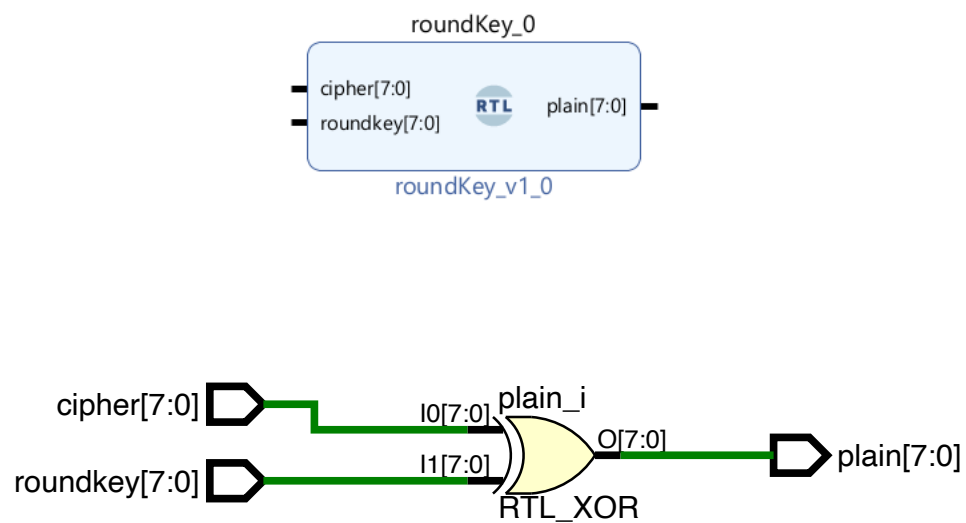 roundKey_0
cipher[7:0]
roundkey[7:0]
RTL
plain[7:0]
roundKey_v1_0
cipher[7:0]
roundkey[7:0]
I0[7:0]
I1[7:0]
plain_i
RTL_XOR
O[7:0]
plain[7:0]